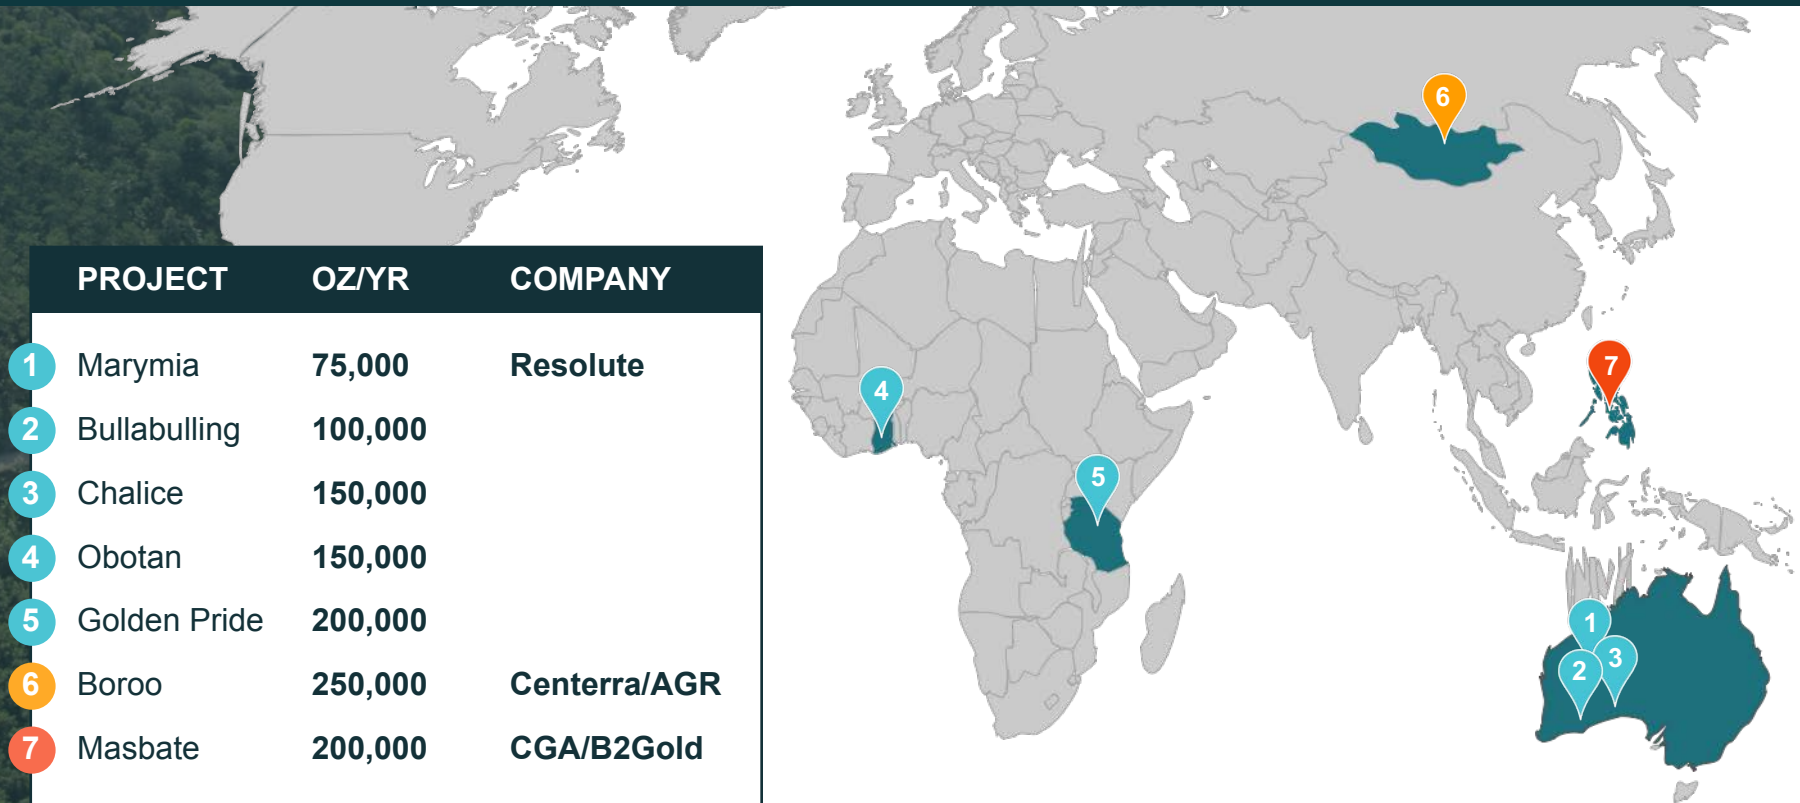 PROJECT OZ/YR COMPANY
1 Marymia 75,000 Resolute
2 Bullabulling 100,000
3 Chalice 150,000
4 Obotan 150,000
5 Golden Pride 200,000
6 Boroo 250,000 Centerra/AGR
7 Masbate 200,000 CGA/B2Gold
6
7
4
5
1
3
2